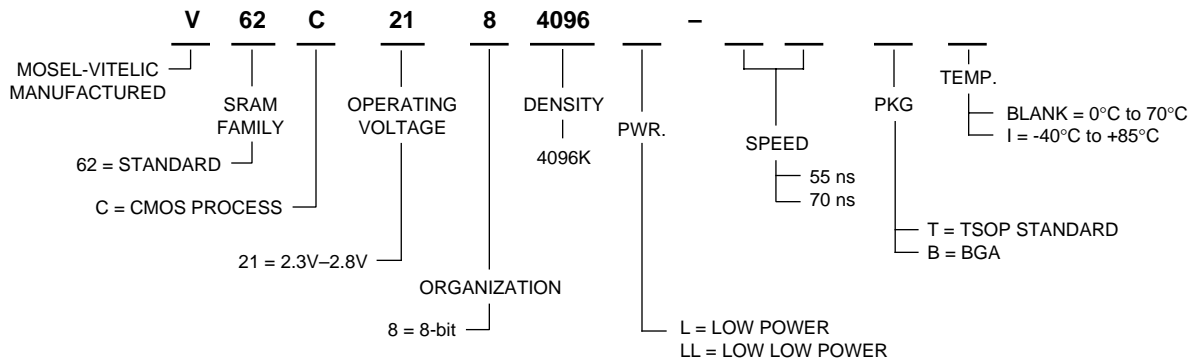 V 62 C 21 8 4096 –
MOSEL-VITELIC
MANUFACTURED
SRAM
FAMILY
62 = STANDARD
C = CMOS PROCESS
OPERATING
VOLTAGE
21 = 2.3V–2.8V
ORGANIZATION
8 = 8-bit
DENSITY
4096K
PWR.
L = LOW POWER
LL = LOW LOW POWER
SPEED
55 ns
70 ns
PKG
T = TSOP STANDARD
B = BGA
TEMP.
BLANK = 0°C to 70°C
I = -40°C to +85°C